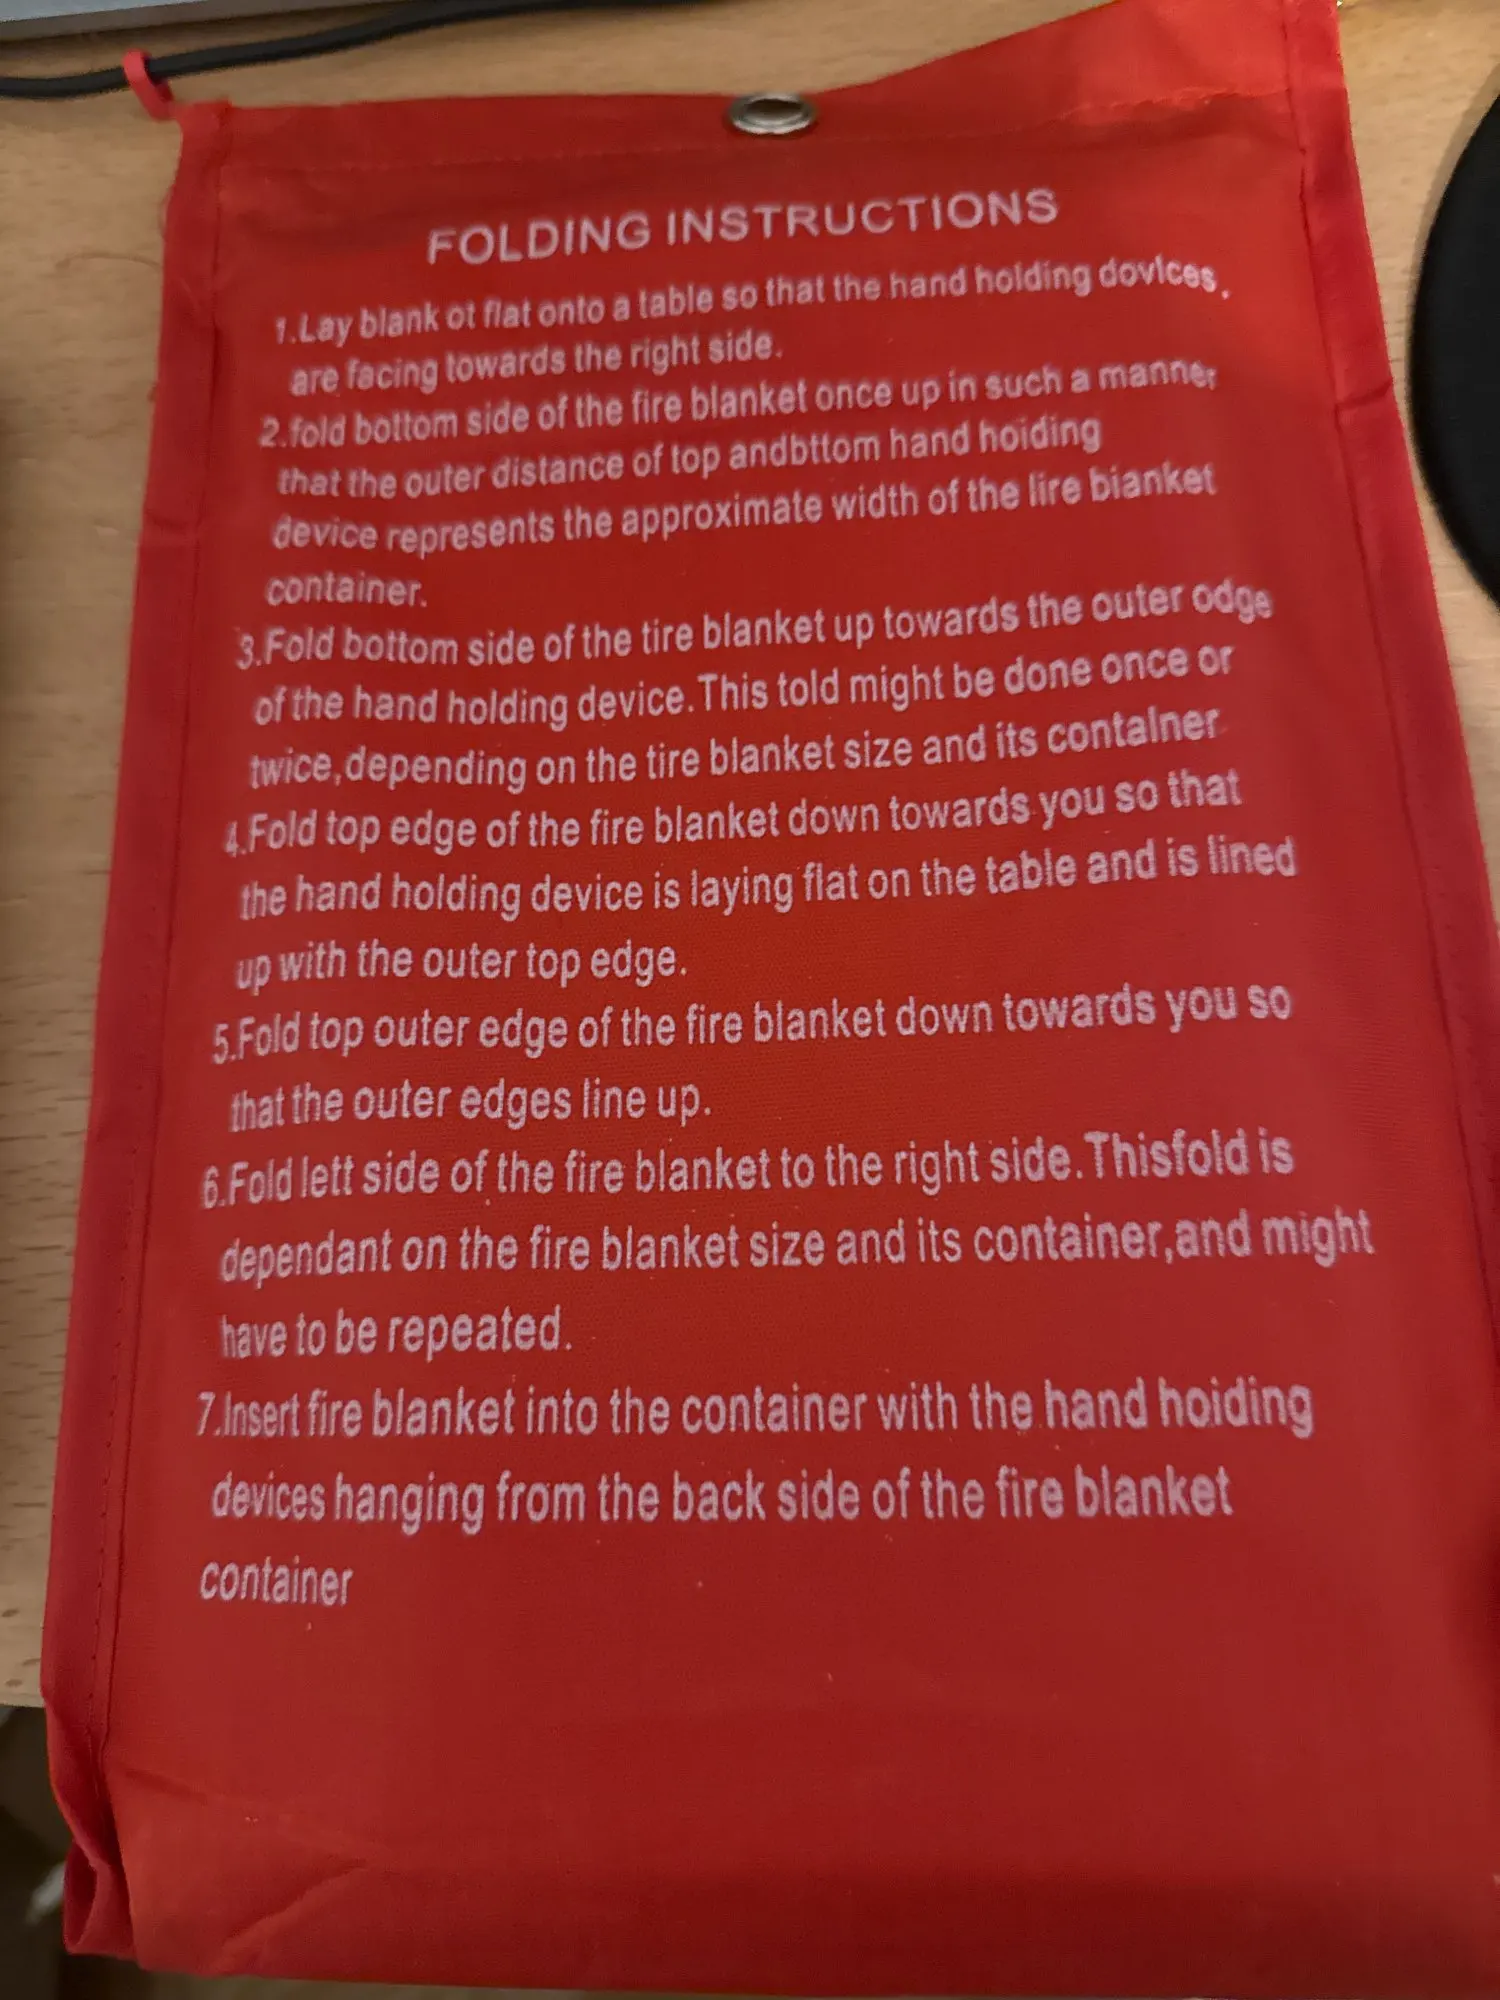 FOLDING INSTRUCTIONS
1.Lay blank ot flat onto a table so that the hand hoiding dovices.
are facing towards the right side.
2.fold bottom side of the fire blanket once up in such a manner
that the outer distance of top andbttom hand hoiding
device represents the approximate width of the lire bianket
container.
3.Fold bottom side of the tire blanket up towards the outer odge
of the hand holding device.This told might be done once or
twice,depending on the tire blanket size and its contalner
4.Fold top edge of the fire blanket down towards you so that
the hand holding device is laying flat on the table and is lined
up with the outer top edge.
5.Fold top outer edge of the fire blanket down towards you so
that the outer edges line up.
6.Fold lett side of the fire blanket to the right side.Thisfold is
dependant on the fire blanket size and its container,and might
have to be repeated.
7.Insert fire blanket into the container with the hand hoiding
devices hanging from the back side of the fire blanket
container